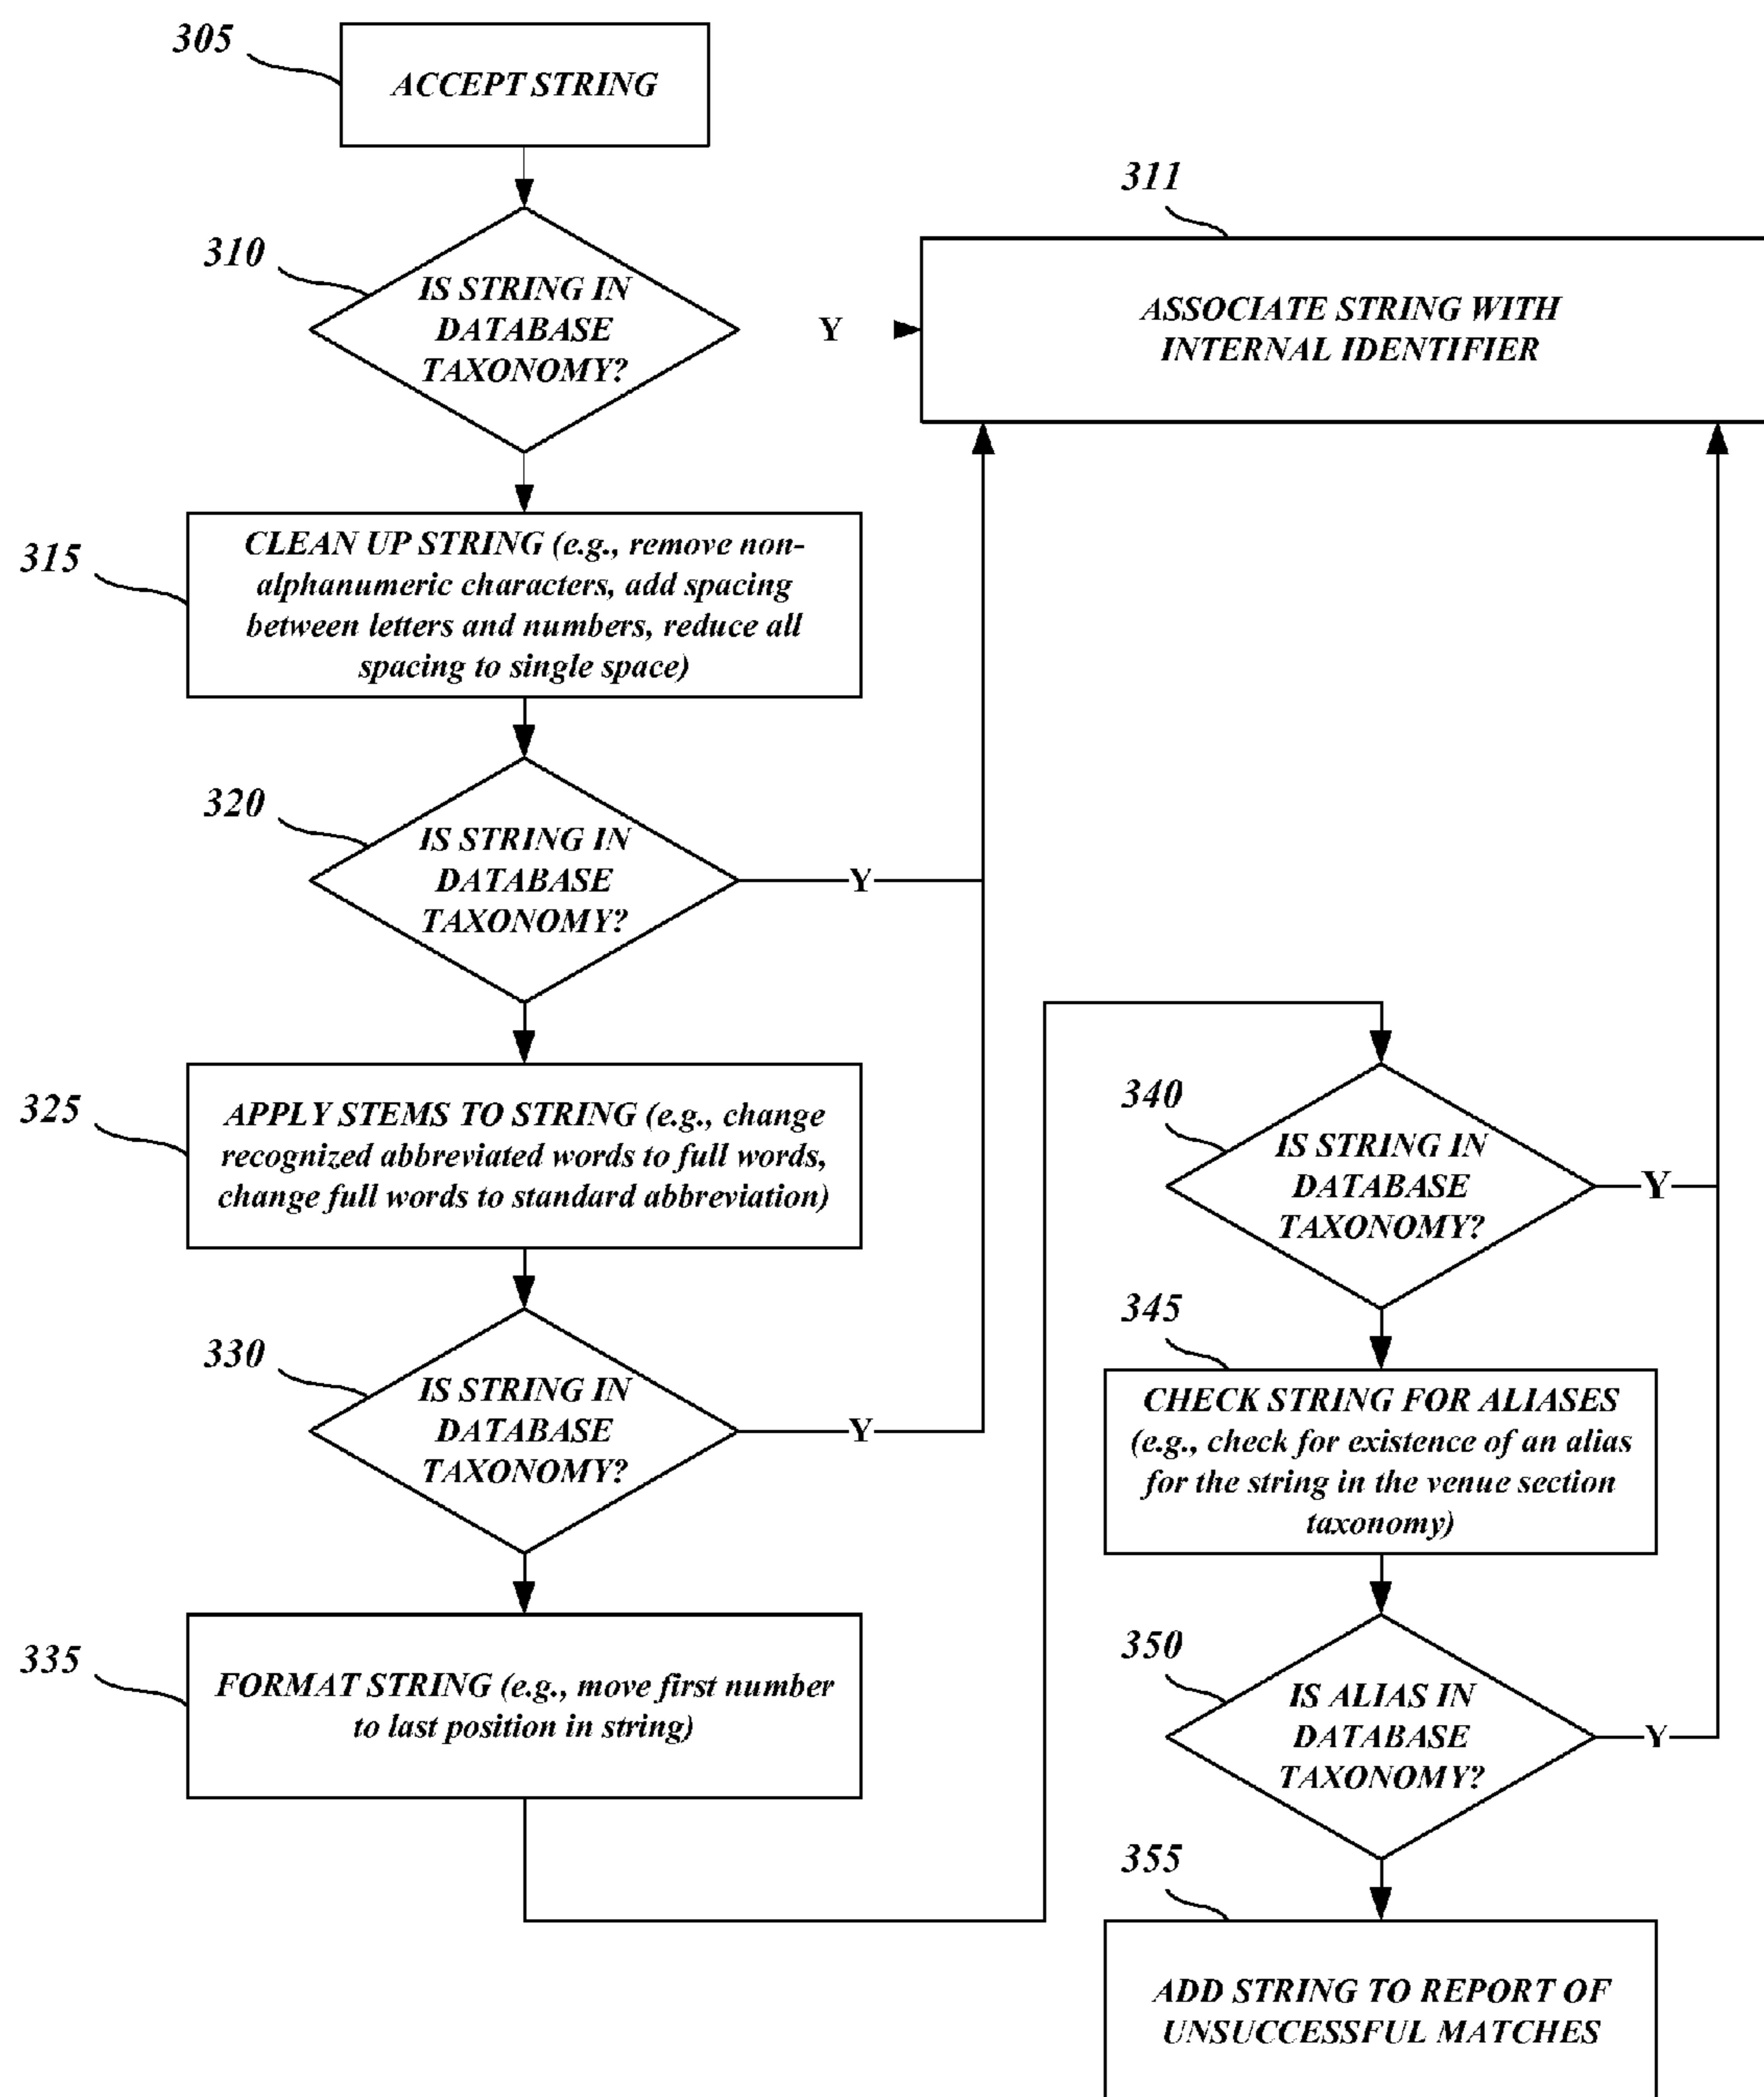 305
ACCEPT STRING
310
IS STRING IN
DATABASE
TAXONOMY?
Y
311
ASSOCIATE STRING WITH
INTERNAL IDENTIFIER
315
CLEAN UP STRING (e.g., remove non-
alphanumeric characters, add spacing
between letters and numbers, reduce all
spacing to single space)
320
IS STRING IN
DATABASE
TAXONOMY?
Y
325
APPLY STEMS TO STRING (e.g., change
recognized abbreviated words to full words,
change full words to standard abbreviation)
330
IS STRING IN
DATABASE
TAXONOMY?
Y
335
FORMAT STRING (e.g., move first number
to last position in string)
340
IS STRING IN
DATABASE
TAXONOMY?
Y
345
CHECK STRING FOR ALIASES
(e.g., check for existence of an alias
for the string in the venue section
taxonomy)
350
IS ALIAS IN
DATABASE
TAXONOMY?
Y
355
ADD STRING TO REPORT OF
UNSUCCESSFUL MATCHES